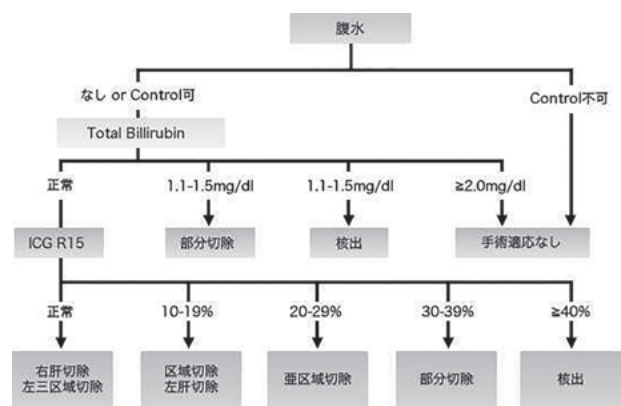 腹水
なし or Control可
Control不可
Total Billirubin
正常
1.1-1.5mg/dl
1.1-1.5mg/dl
≥2.0mg/dl
ICG R15
部分切除
核出
手術適応なし
正常
10-19%
20-29%
30-39%
≥40%
右肝切除
左三区域切除
区域切除
左肝切除
亜区域切除
部分切除
核出